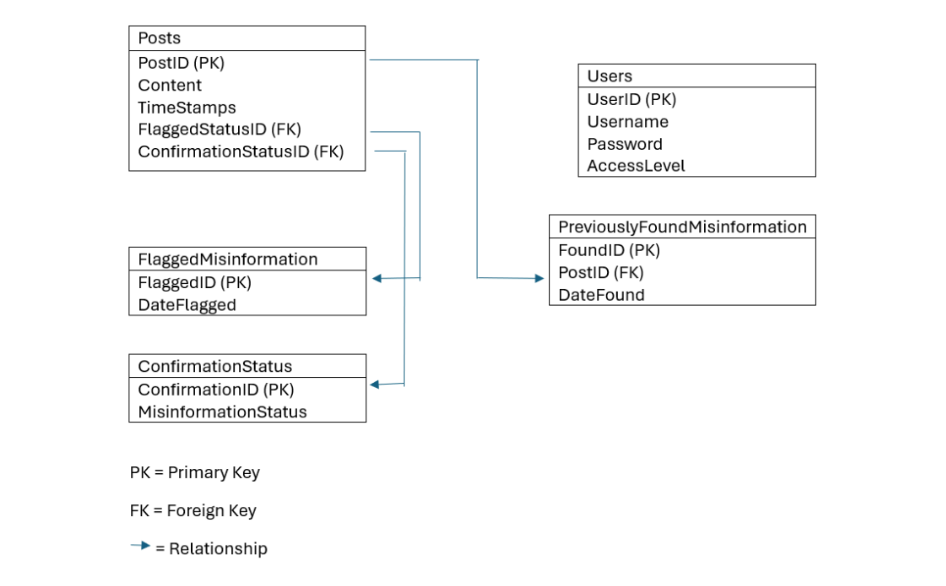 Posts
PostID (PK)
Content
TimeStamps
FlaggedStatusID (FK)
ConfirmationStatusID (FK)
Users
UserID (PK)
Username
Password
AccessLevel
PreviouslyFoundMisinformation
FoundID (PK)
PostID (FK)
DateFound
FlaggedMisinformation
FlaggedID (PK)
DateFlagged
ConfirmationStatus
ConfirmationID (PK)
MisinformationStatus
PK = Primary Key
FK = Foreign Key
= Relationship